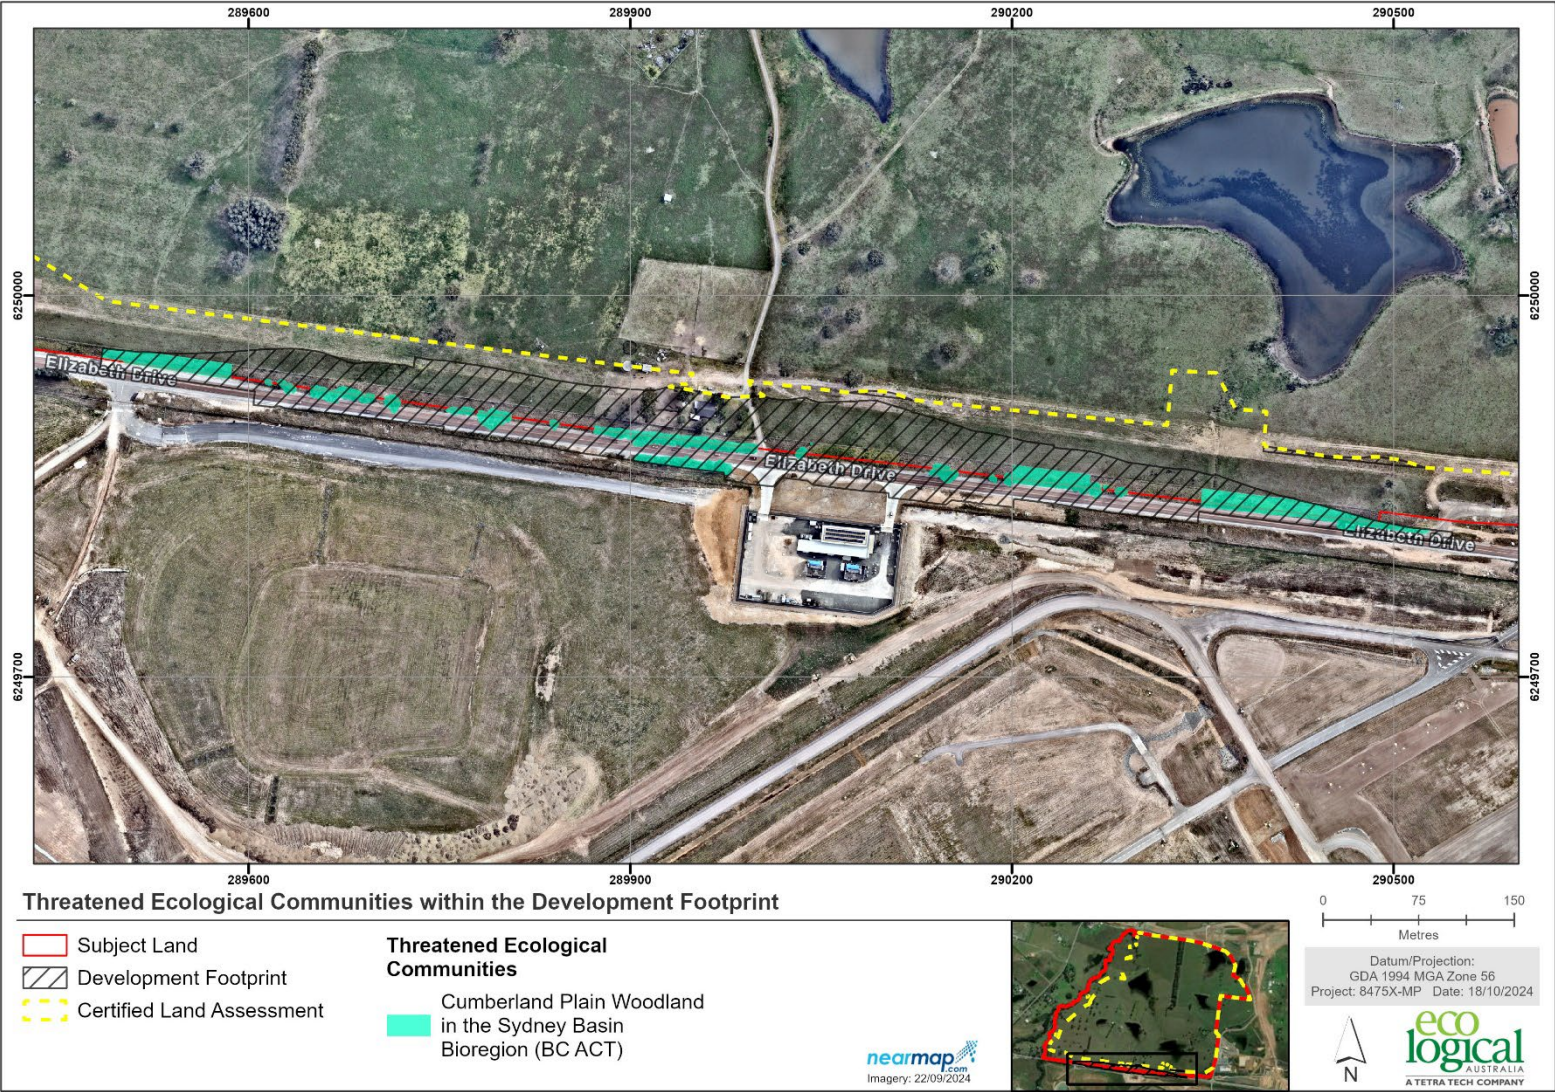 289600
289900
290200
290500
6250000
6250000
Elizabeth Drive
Elizabeth Drive
Elizabeth Drive
6249700
6249700
289600
289900
290200
290500
Threatened Ecological Communities within the Development Footprint
Subject Land
Development Footprint
Certified Land Assessment
Threatened Ecological
Communities
Cumberland Plain Woodland
in the Sydney Basin
Bioregion (BC ACT)
nearmap
.com
Imagery: 22/09/2024
0 75 150
Metres
Datum/Projection:
GDA 1994 MGA Zone 56
Project: 8475X-MP Date: 18/10/2024
N
eco
logical
AUSTRALIA
A TETRA TECH COMPANY